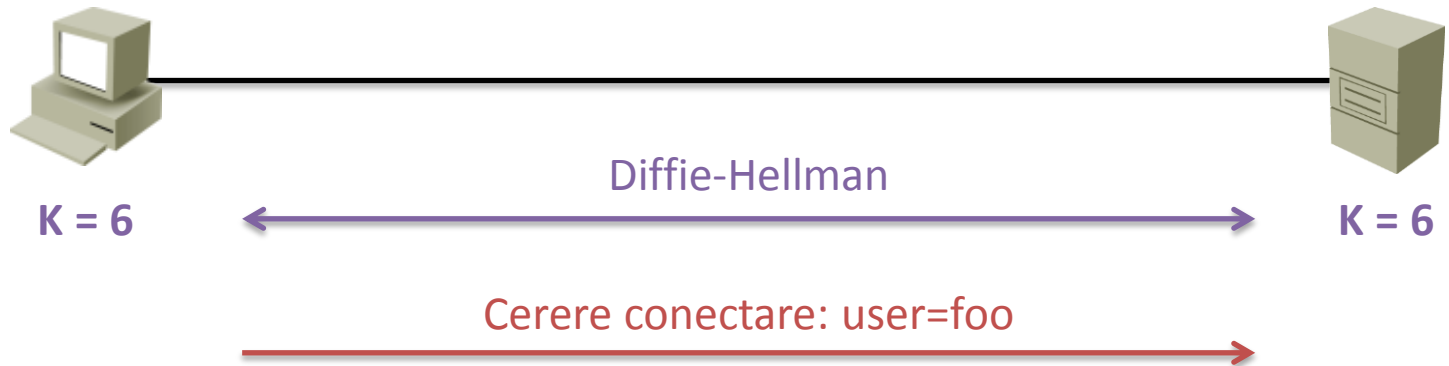 Diffie-Hellman
K = 6
K = 6
Cerere conectare: user=foo